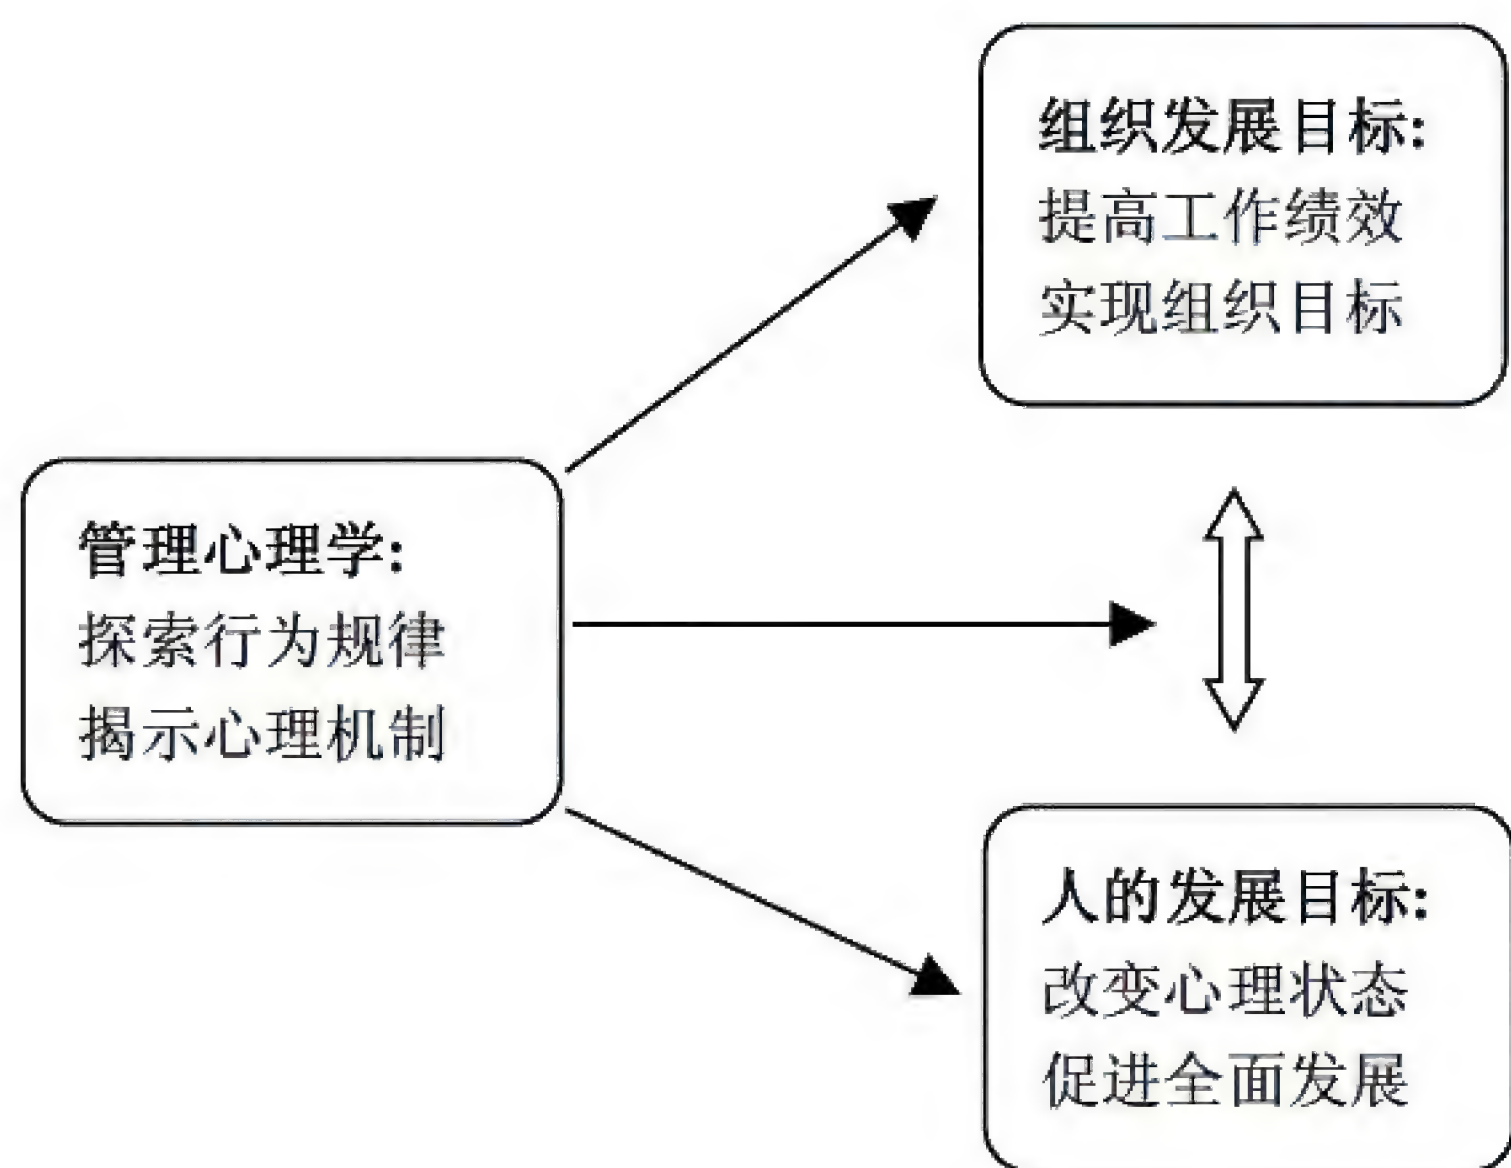 组织发展目标:
提高工作绩效
实现组织目标
管理心理学:
探索行为规律
揭示心理机制
人的发展目标:
改变心理状态
促进全面发展